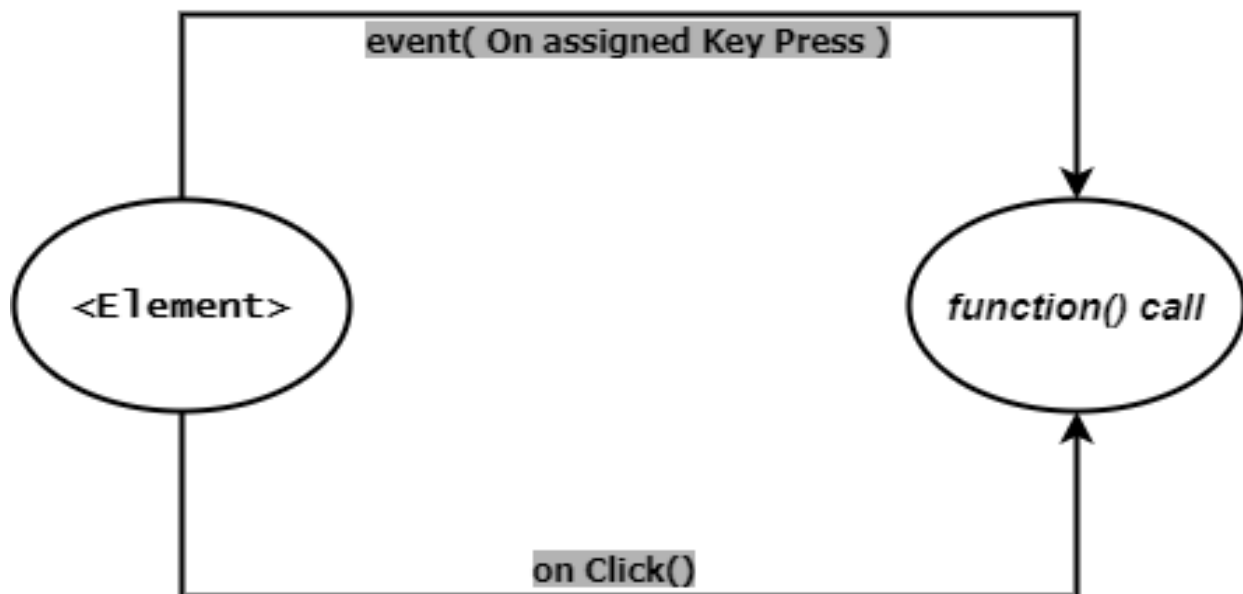 event( On assigned Key Press )
<Element>
function() call
on Click()